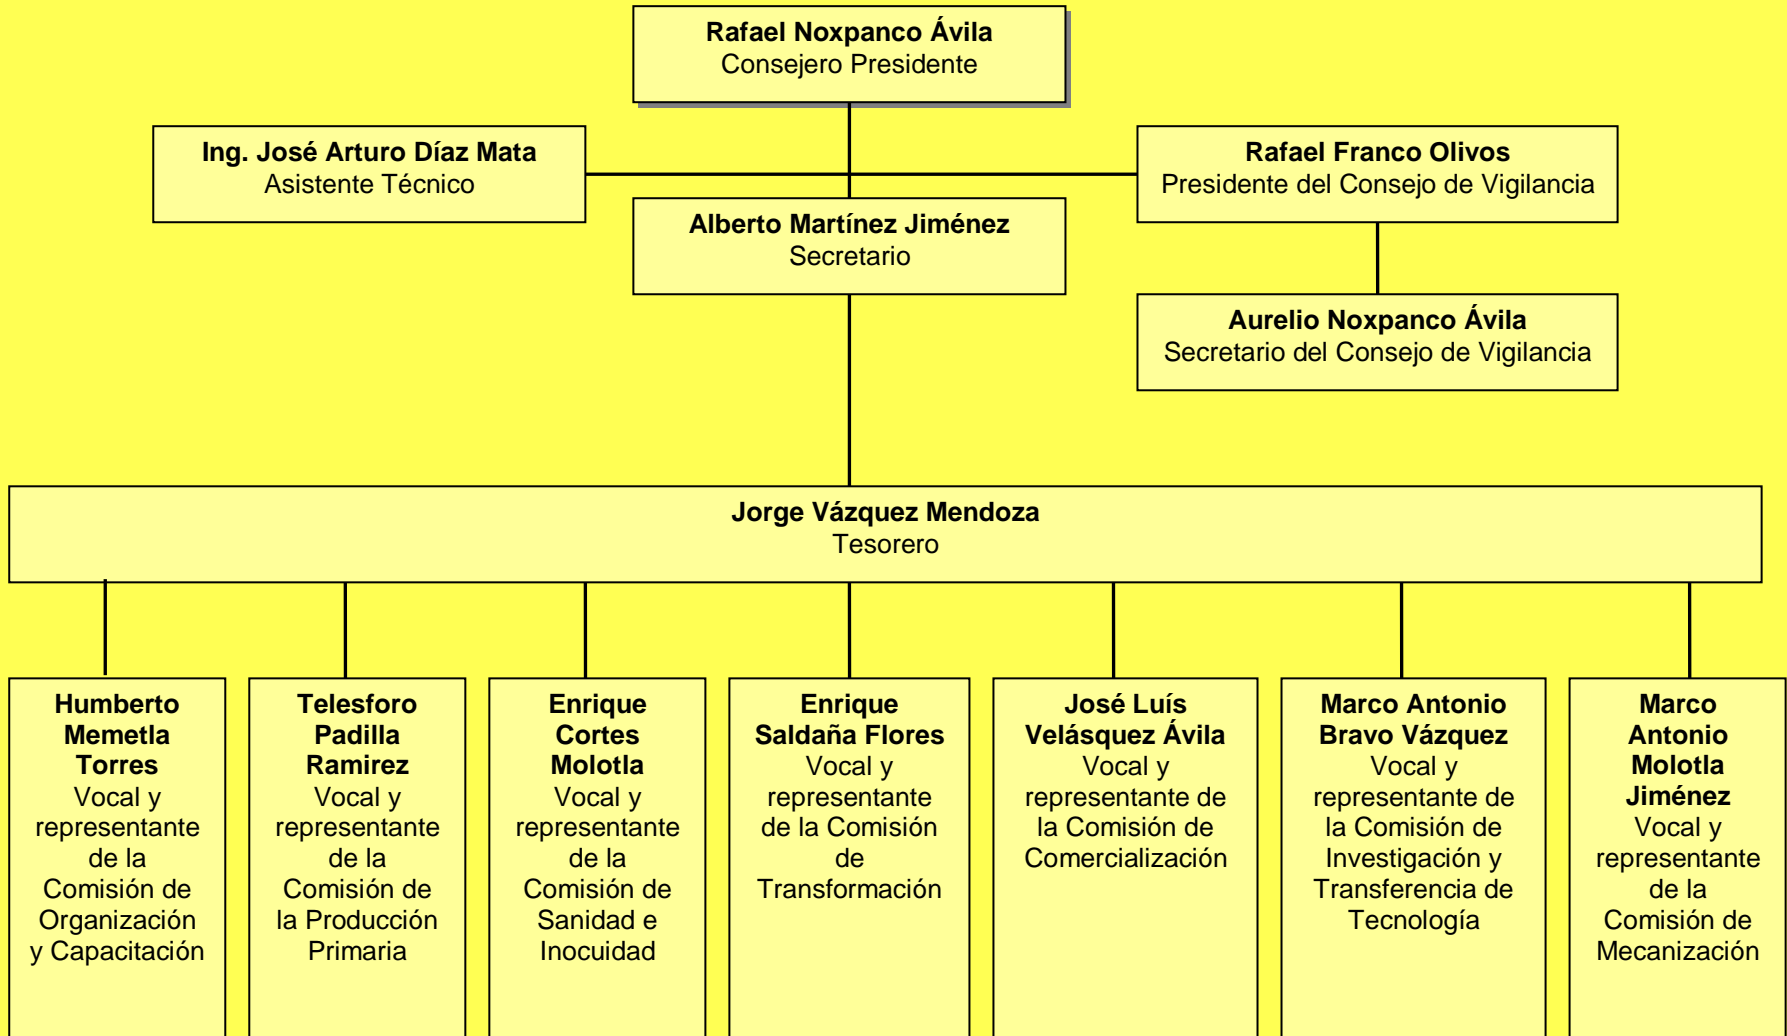 Rafael Noxpanco Ávila
Consejero Presidente
Ing. José Arturo Díaz Mata
Asistente Técnico
Rafael Franco Olivos
Presidente del Consejo de Vigilancia
Alberto Martínez Jiménez
Secretario
Aurelio Noxpanco Ávila
Secretario del Consejo de Vigilancia
Jorge Vázquez Mendoza
Tesorero
Humberto
Memetla
Torres
Vocal y
representante
de la
Comisión de
Organización
y Capacitación
Telesforo
Padilla
Ramirez
Vocal y
representante
de la
Comisión de
la Producción
Primaria
Enrique
Cortes
Molotla
Vocal y
representante
de la
Comisión de
Sanidad e
Inocuidad
Enrique
Saldaña Flores
Vocal y
representante
de la Comisión
de
Transformación
José Luís
Velásquez Ávila
Vocal y
representante de
la Comisión de
Comercialización
Marco Antonio
Bravo Vázquez
Vocal y
representante de
la Comisión de
Investigación y
Transferencia de
Tecnología
Marco
Antonio
Molotla
Jiménez
Vocal y
representante
de la
Comisión de
Mecanización